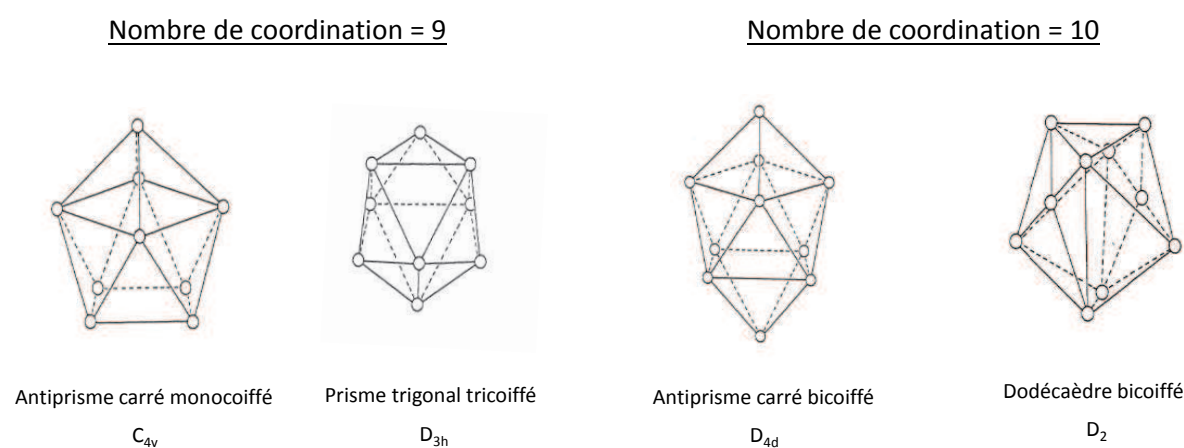 Nombre de coordination = 9
Nombre de coordination = 10
Antiprisme carré monocoiffé
Prisme trigonal tricoiffé
Antiprisme carré bicoiffé
Dodécaèdre bicoiffé
C4v
D3h
D4d
D2